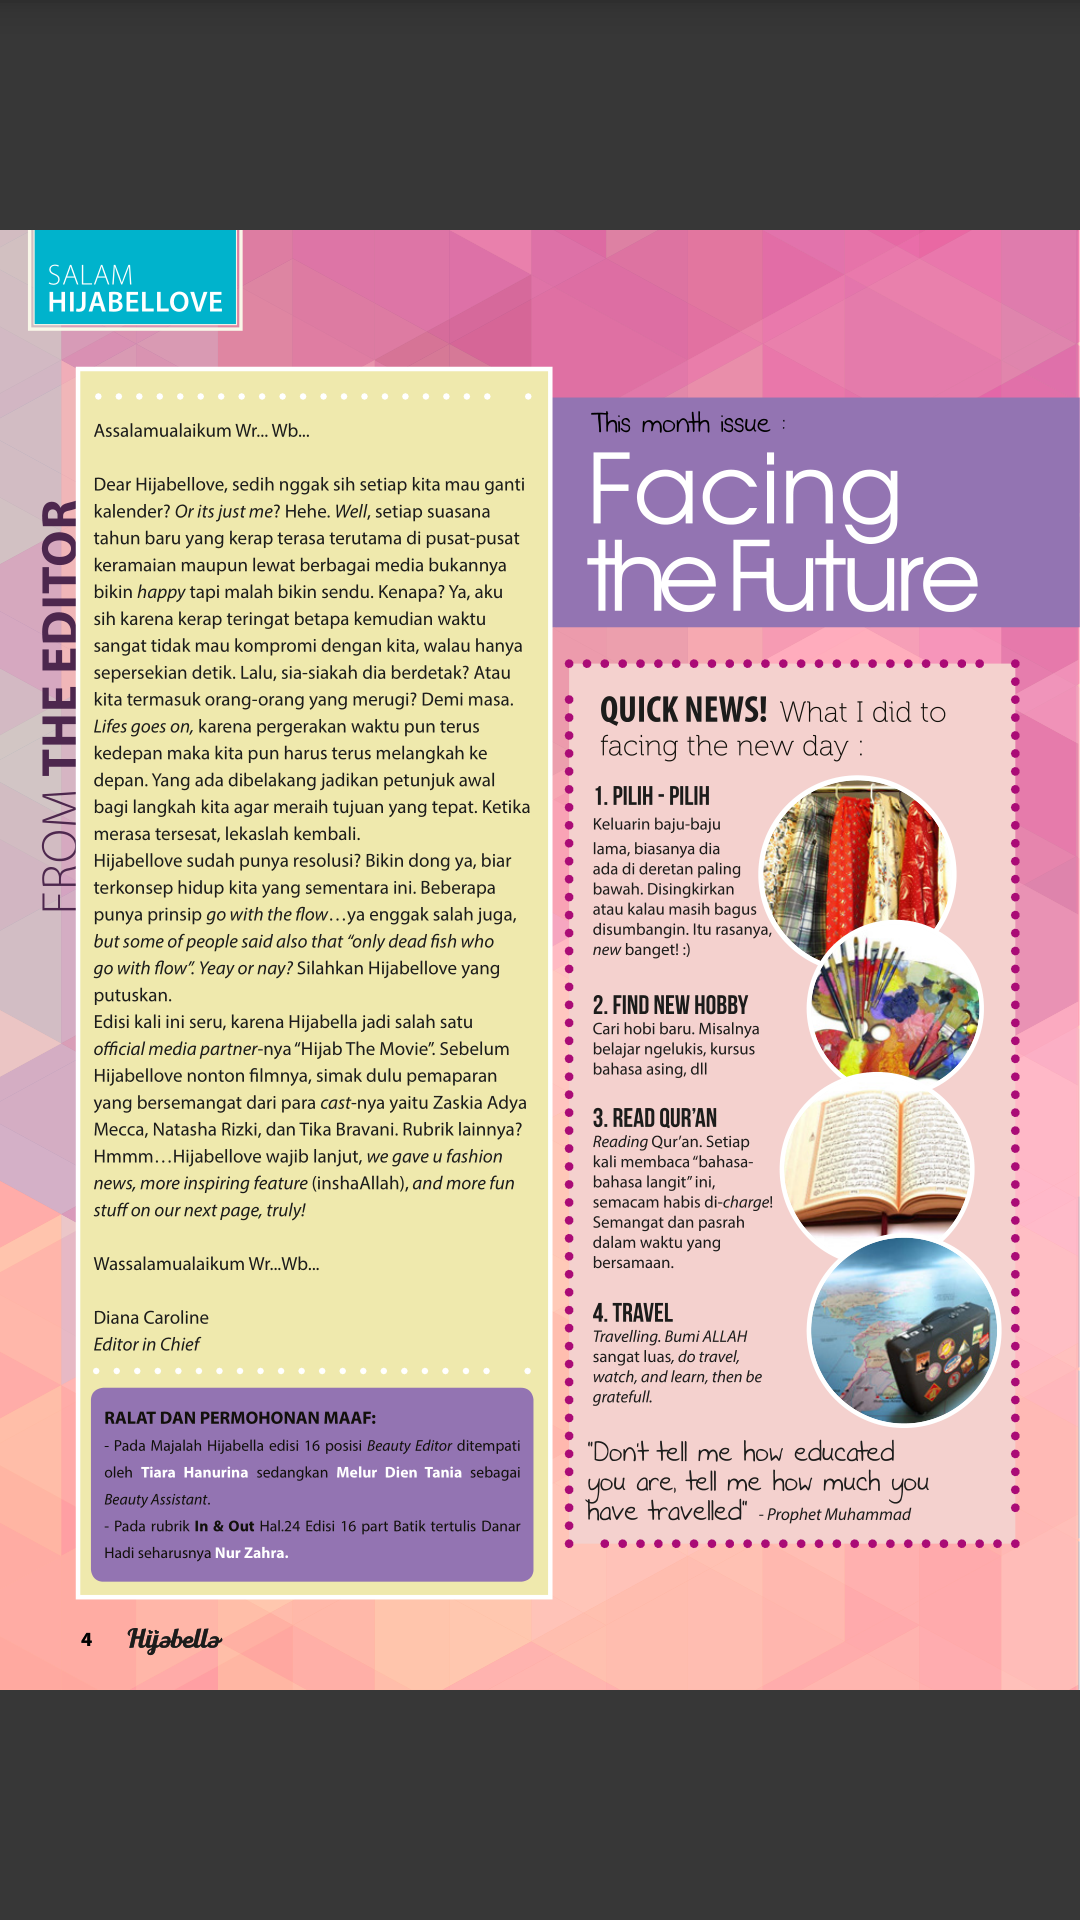 SALAM
HIJABELLOVE
FROM THE EDITOR
Assalamualaikum Wr... Wb...
Dear Hijabellove, sedih nggak sih setiap kita mau ganti
kalender? Or its just me? Hehe. Well, setiap suasana
tahun baru yang kerap terasa terutama di pusat-pusat
keramaian maupun lewat berbagai media bukannya
bikin happy tapi malah bikin sendu. Kenapa? Ya, aku
sih karena kerap teringat betapa kemudian waktu
sangat tidak mau kompromi dengan kita, walau hanya
sepersekian detik. Lalu, sia-siakah dia berdetak? Atau
kita termasuk orang-orang yang merugi? Demi masa.
Lifes goes on, karena pergerakan waktu pun terus
kedepan maka kita pun harus terus melangkah ke
depan. Yang ada dibelakang jadikan petunjuk awal
bagi langkah kita agar meraih tujuan yang tepat. Ketika
merasa tersesat, lekaslah kembali.
Hijabellove sudah punya resolusi? Bikin dong ya, biar
terkonsep hidup kita yang sementara ini. Beberapa
punya prinsip go with the flow…ya enggak salah juga,
but some of people said also that “only dead fish who
go with flow”. Yeay or nay? Silahkan Hijabellove yang
putuskan.
Edisi kali ini seru, karena Hijabella jadi salah satu
official media partner-nya “Hijab The Movie”. Sebelum
Hijabellove nonton filmnya, simak dulu pemaparan
yang bersemangat dari para cast-nya yaitu Zaskia Adya
Mecca, Natasha Rizki, dan Tika Bravani. Rubrik lainnya?
Hmmm…Hijabellove wajib lanjut, we gave u fashion
news, more inspiring feature (inshaAllah), and more fun
stuff on our next page, truly!
Wassalamualaikum Wr...Wb...
Diana Caroline
Editor in Chief
RALAT DAN PERMOHONAN MAAF:
- Pada Majalah Hijabella edisi 16 posisi Beauty Editor ditempati
oleh Tiara Hanurina sedangkan Melur Dien Tania sebagai
Beauty Assistant.
- Pada rubrik In & Out Hal.24 Edisi 16 part Batik tertulis Danar
Hadi seharusnya Nur Zahra.
This month issue :
Facing
the Future
QUICK NEWS! What I did to
facing the new day :
1. PILIH - PILIH
Keluarin baju-baju
lama, biasanya dia
ada di deretan paling
bawah. Disingkirkan
atau kalau masih bagus
disumbangin. Itu rasanya,
new banget! :)
2. FIND NEW HOBBY
Cari hobi baru. Misalnya
belajar ngelukis, kursus
bahasa asing, dll
3. READ QUR’AN
Reading Qur’an. Setiap
kali membaca “bahasa-
bahasa langit” ini,
semacam habis di-charge!
Semangat dan pasrah
dalam waktu yang
bersamaan.
4. TRAVEL
Travelling. Bumi ALLAH
sangat luas, do travel,
watch, and learn, then be
gratefull.
"Don't tell me how educated
you are, tell me how much you
have travelled" - Prophet Muhammad
4 Hijabella